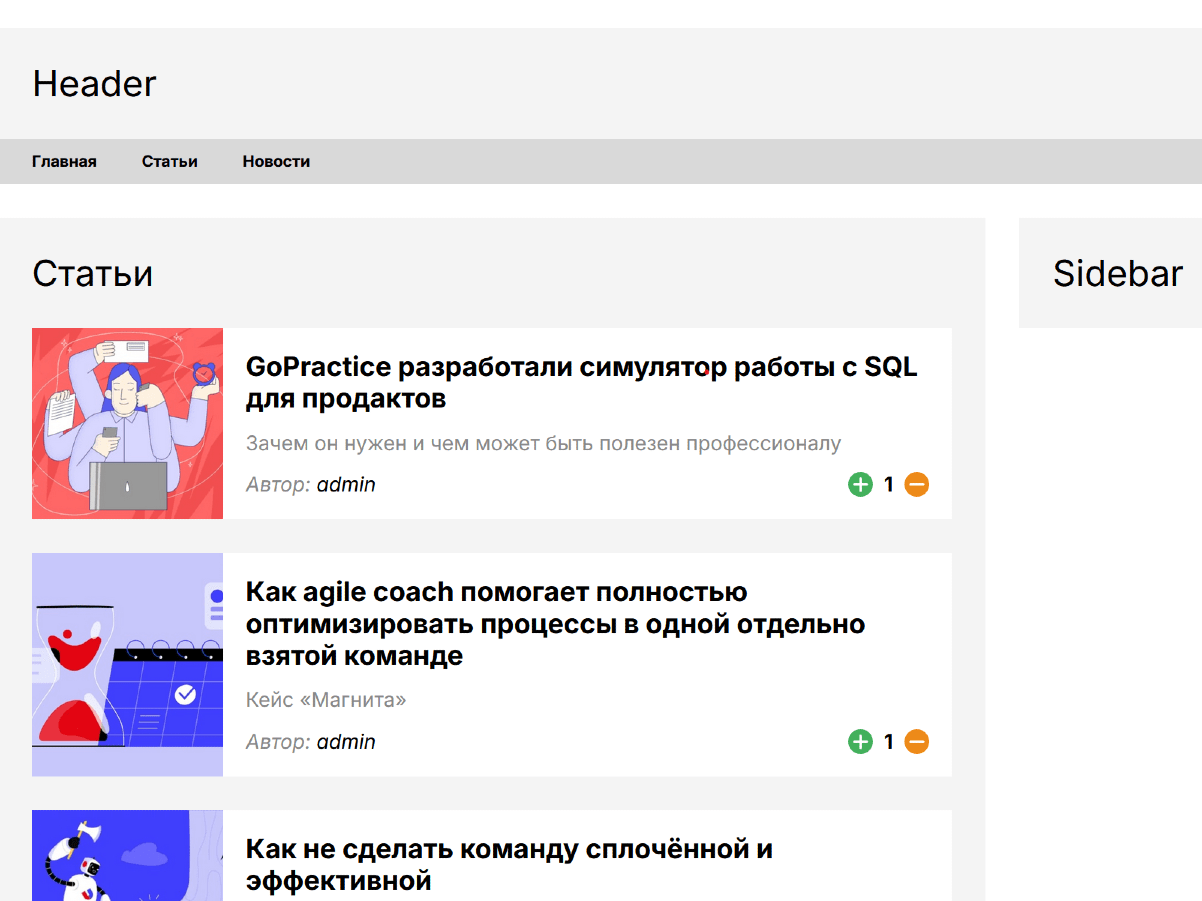 Header
Главная Статьи Новости
Статьи
Sidebar
GoPractice разработали симулятор работы с SQL
для продактов
Зачем он нужен и чем может быть полезен профессионалу
Автор: admin
1
Как agile coach помогает полностью
оптимизировать процессы в одной отдельно
взятой команде
Кейс «Магнита»
Автор: admin
1
Как не сделать команду сплочённой и
эффективной